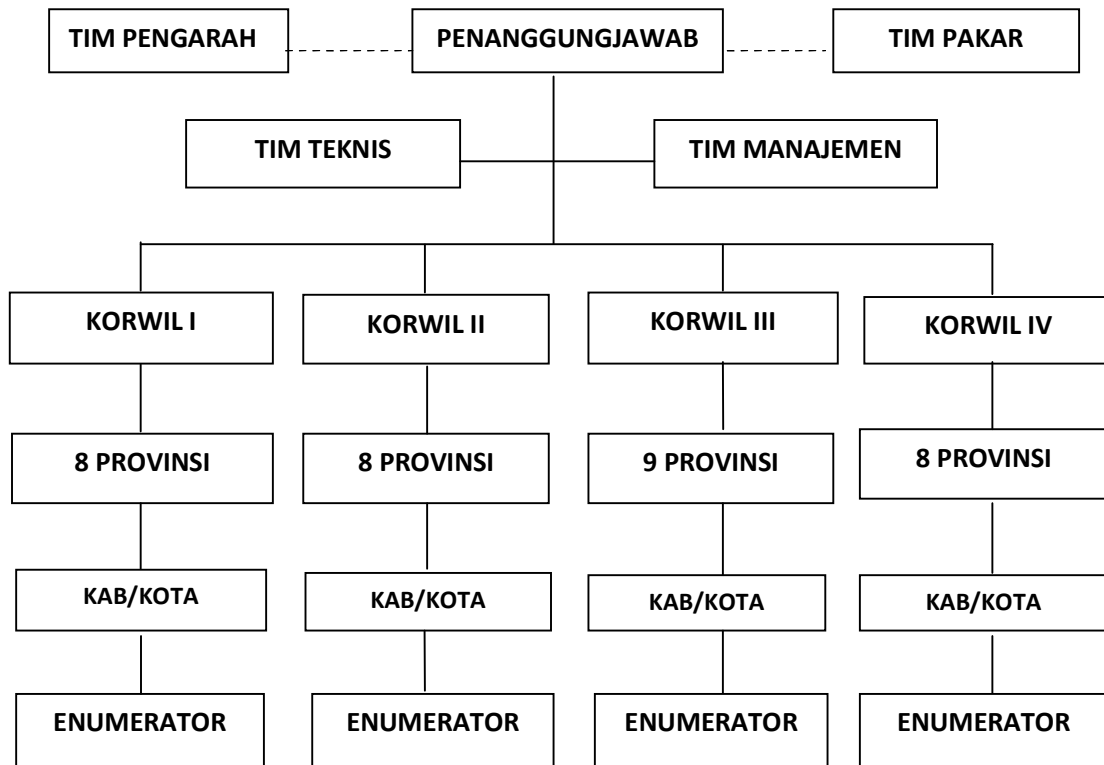 TIM PENGARAH
PENANGGUNGJAWAB
TIM PAKAR
TIM TEKNIS
TIM MANAJEMEN
KORWIL I
KORWIL II
KORWIL III
KORWIL IV
8 PROVINSI
8 PROVINSI
9 PROVINSI
8 PROVINSI
KAB/KOTA
KAB/KOTA
KAB/KOTA
KAB/KOTA
ENUMERATOR
ENUMERATOR
ENUMERATOR
ENUMERATOR